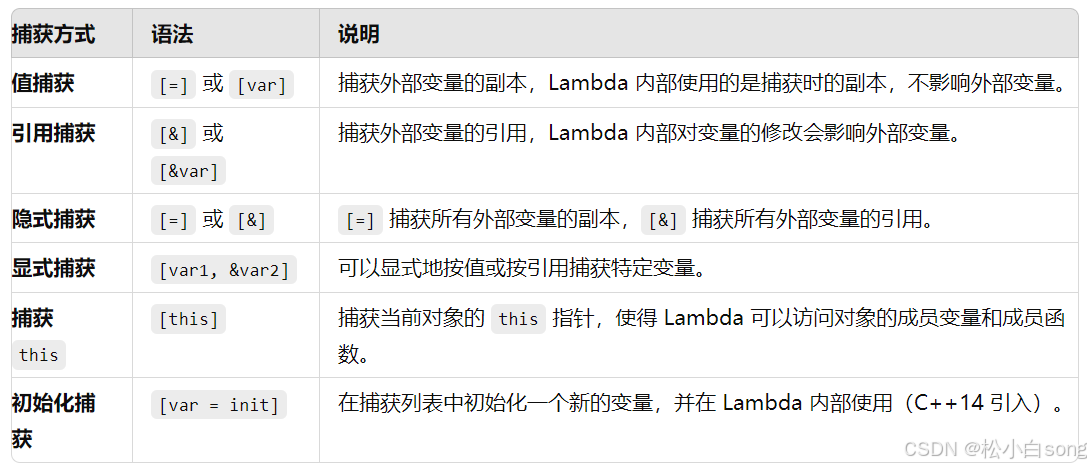 捕获方式 语法 说明
值捕获 [=] 或 [var] 捕获外部变量的副本，Lambda 内部使用的是捕获时的副本，不影响外部变量。
引用捕获 [&] 或 捕获外部变量的引用，Lambda 内部对变量的修改会影响外部变量。
[&var]
隐式捕获 [=] 或 [&] [=] 捕获所有外部变量的副本，[&] 捕获所有外部变量的引用。
显式捕获 [var1, &var2] 可以显式地按值或按引用捕获特定变量。
捕获 [this] 捕获当前对象的 this 指针，使得 Lambda 可以访问对象的成员变量和成员函
this 数。
初始化捕 [var = init] 在捕获列表中初始化一个新的变量，并在 Lambda 内部使用（C++14 引入）。
获
CSDN @松小白song